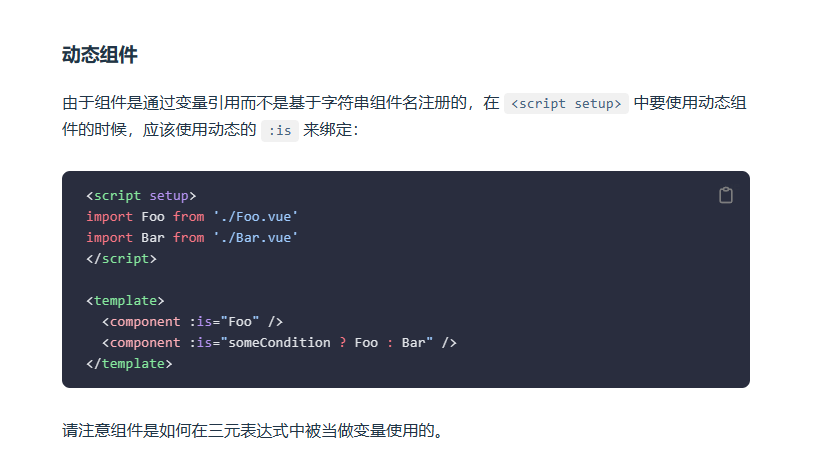 动态组件
由于组件是通过变量引用而不是基于字符串组件名注册的，在 <script setup> 中要使用动态组
件的时候，应该使用动态的 :is 来绑定：
<script setup>
import Foo from './Foo.vue'
import Bar from './Bar.vue'
</script>
<template>
  <component :is="Foo" />
  <component :is="someCondition ? Foo : Bar" />
</template>
请注意组件是如何在三元表达式中被当做变量使用的。